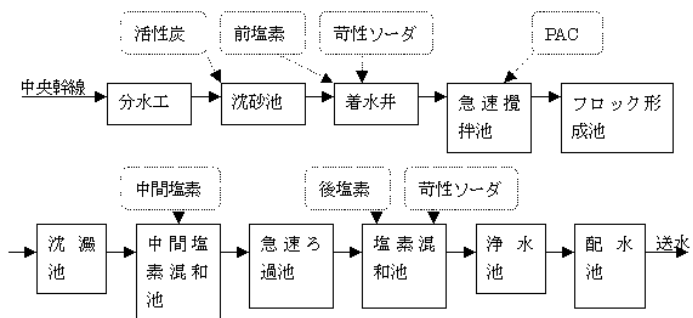 活性炭
前塩素
苛性ソーダ
PAC
中央幹線
分水工
沈砂池
着水井
急速攪
拌池
フロック形
成池
中間塩素
後塩素
苛性ソーダ
沈澱
池
中間塩
素混和
池
急速ろ
過池
塩素混
和池
浄水
池
配水
池
送水